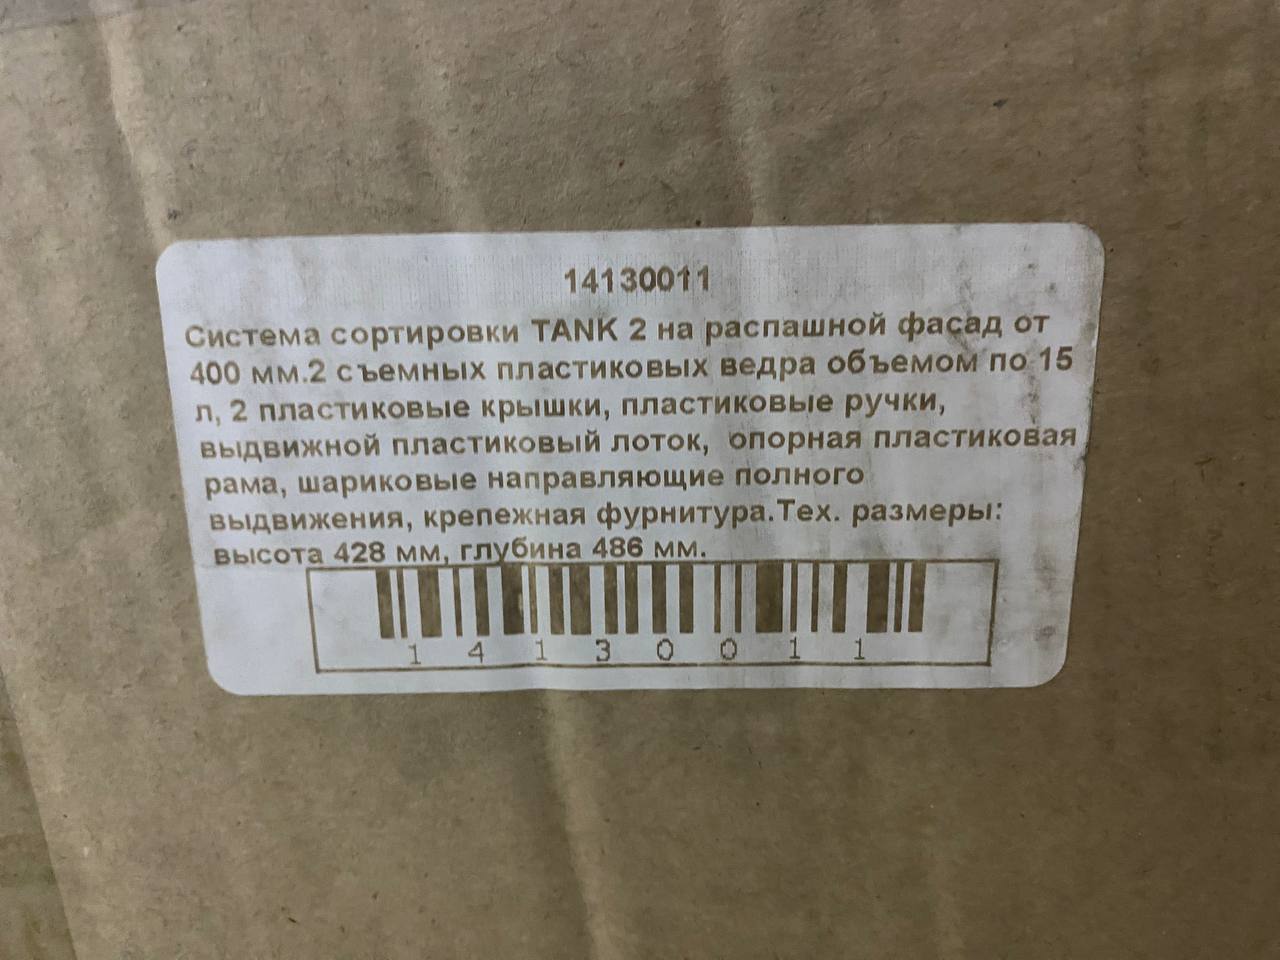 14130011
Система сортировки TANK 2 на распашной фасад от
400 мм.2 съемных пластиковых ведра объемом по 15
л, 2 пластиковые крышки, пластиковые ручки,
выдвижной пластиковый лоток, опорная пластиковая
рама, шариковые направляющие полного
выдвижения, крепежная фурнитура.Тех. размеры:
высота 428 мм, глубина 486 мм.
1 4 1 3 0 0 1 1